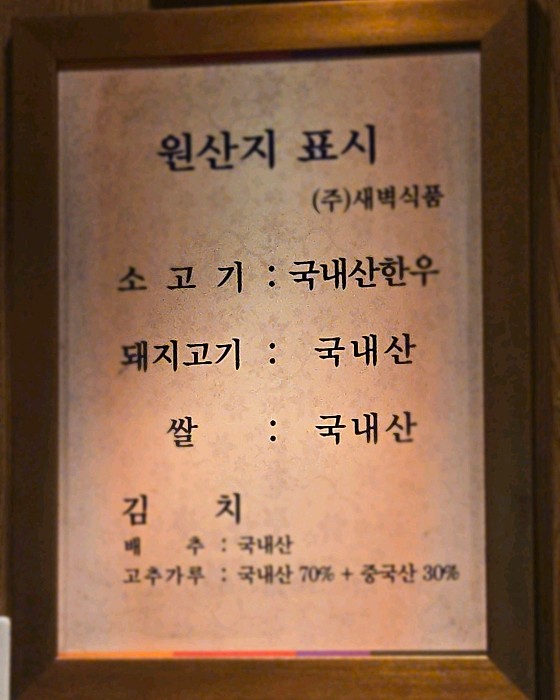 원산지 표시
(주)새벽식품
소 고 기 : 국내산한우
돼지고기 : 국내산
쌀 : 국내산
김 치
배 추 : 국내산
고추가루 : 국내산 70% + 중국산 30%